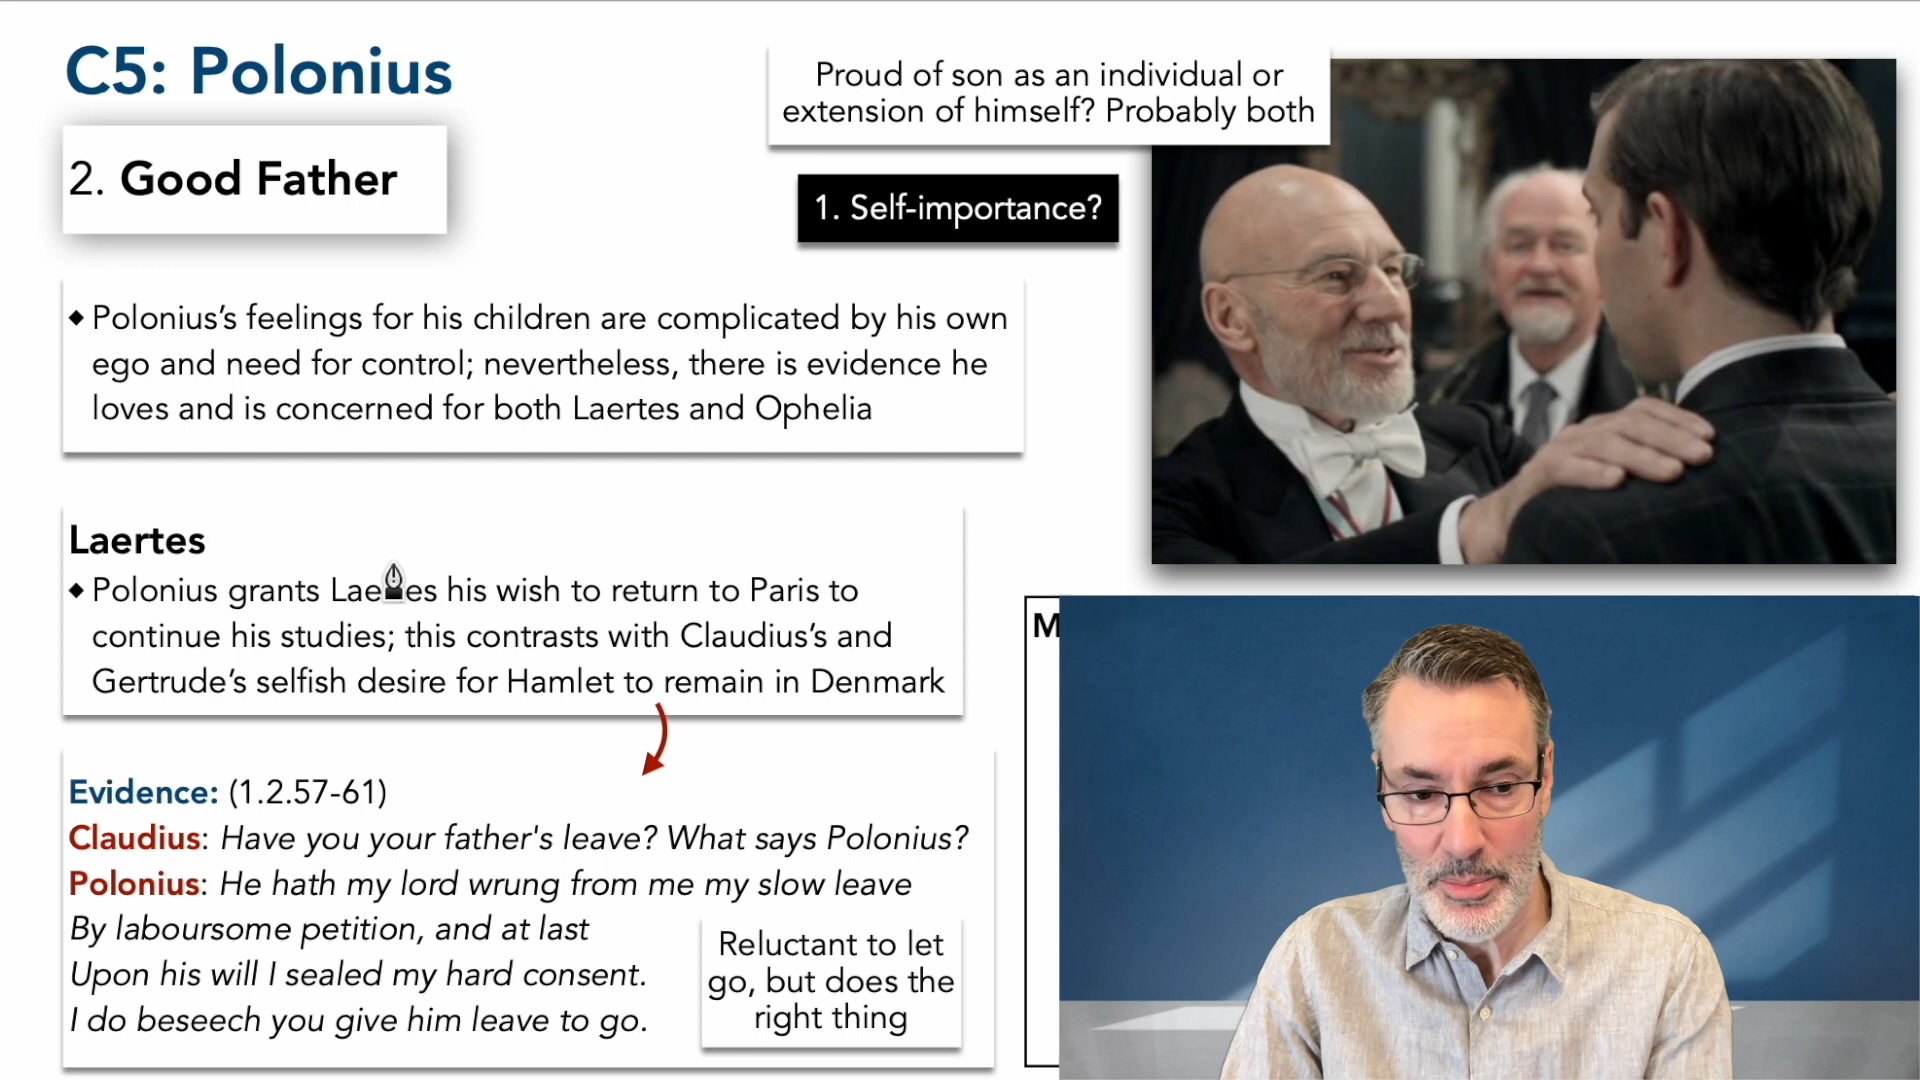 C5: Polonius
2. Good Father
Proud of son as an individual or
extension of himself? Probably both
1. Self-importance?
◆ Polonius's feelings for his children are complicated by his own
ego and need for control; nevertheless, there is evidence he
loves and is concerned for both Laertes and Ophelia
Laertes
◆ Polonius grants his wish to return to Paris to
continue his studies; this contrasts with Claudius's and
Gertrude's selfish desire for Hamlet to remain in Denmark
Evidence: (1.2.57-61)
Claudius: Have you your father's leave? What says Polonius?
Polonius: He hath my lord wrung from me my slow leave
By laboursome petition, and at last
Upon his will I sealed my hard consent.
I do beseech you give him leave to go.
Reluctant to let
go, but does the
right thing